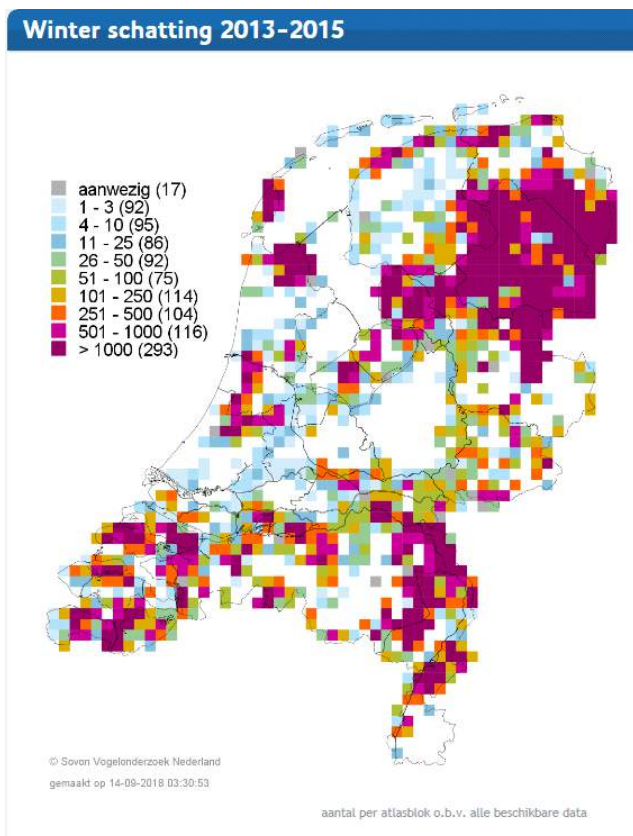 Winter schatting 2013-2015
aanwezig (17)
1 - 3 (92)
4 - 10 (95)
11 - 25 (86)
26 - 50 (92)
51 - 100 (75)
101 - 250 (114)
251 - 500 (104)
501 - 1000 (116)
> 1000 (293)
© Sovon Vogelonderzoek Nederland
gemaakt op 14-09-2018 03:30:53
aantal per atlasblok o.b.v. alle beschikbare data